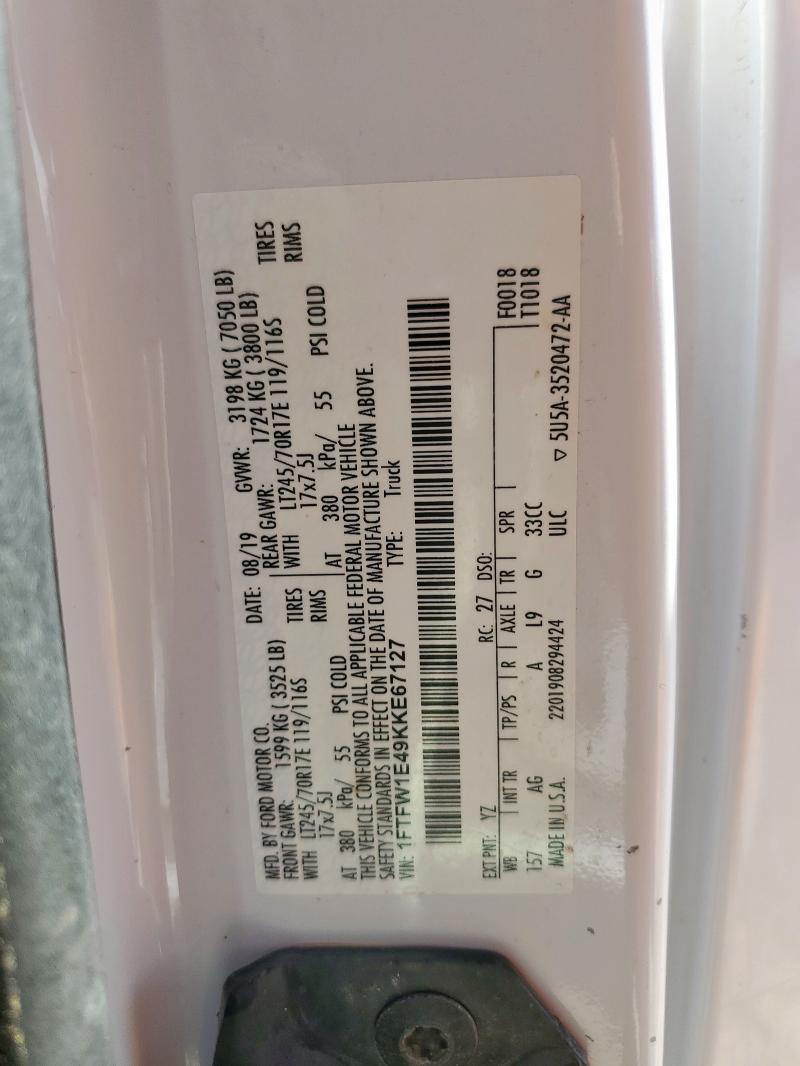 MFD. BY FORD MOTOR CO.
DATE: 08/19 GVWR: 3198 KG ( 7050 LB)
FRONT GAWR: 1599 KG ( 3525 LB) REAR GAWR: 1724 KG ( 3800 LB)
WITH LT245/70R17E 119/116S TIRES WITH LT245/70R17E 119/116S TIRES
17x7.5J RIMS 17x7.5J RIMS
AT 380 kPa/ 55 PSI COLD AT 380 kPa/ 55 PSI COLD
THIS VEHICLE CONFORMS TO ALL APPLICABLE FEDERAL MOTOR VEHICLE
SAFETY STANDARDS IN EFFECT ON THE DATE OF MANUFACTURE SHOWN ABOVE.
VIN: 1FTFW1E49KKE67127 TYPE: Truck
EXT PNT: YZ RC: 27 DSO:
WB INT TR TP/PS R AXLE TR SPR F0018
157 AG A L9 G 33CC T1018
MADE IN U.S.A. 2201908294424 ULC ▽ 5U5A-3520472-AA